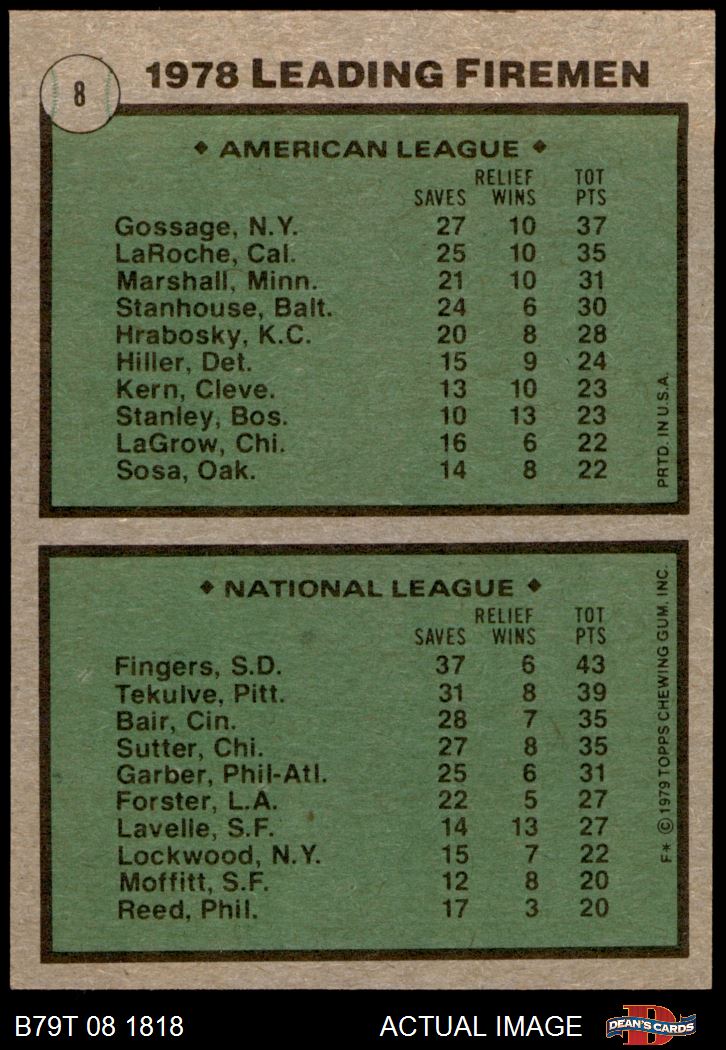 8
1978 LEADING FIREMEN
◆ AMERICAN LEAGUE ◆
RELIEF TOT
SAVES WINS PTS
Gossage, N.Y. 27 10 37
LaRoche, Cal. 25 10 35
Marshall, Minn. 21 10 31
Stanhouse, Balt. 24 6 30
Hrabosky, K.C. 20 8 28
Hiller, Det. 15 9 24
Kern, Cleve. 13 10 23
Stanley, Bos. 10 13 23
LaGrow, Chi. 16 6 22
Sosa, Oak. 14 8 22
PRTD. IN U.S.A.
◆ NATIONAL LEAGUE ◆
RELIEF TOT
SAVES WINS PTS
Fingers, S.D. 37 6 43
Tekulve, Pitt. 31 8 39
Bair, Cin. 28 7 35
Sutter, Chi. 27 8 35
Garber, Phil-Atl. 25 6 31
Forster, L.A. 22 5 27
Lavelle, S.F. 14 13 27
Lockwood, N.Y. 15 7 22
Moffitt, S.F. 12 8 20
Reed, Phil. 17 3 20
F* © 1979 TOPPS CHEWING GUM, INC.
B79T 08 1818 ACTUAL IMAGE
D
DEAN'S CARDS